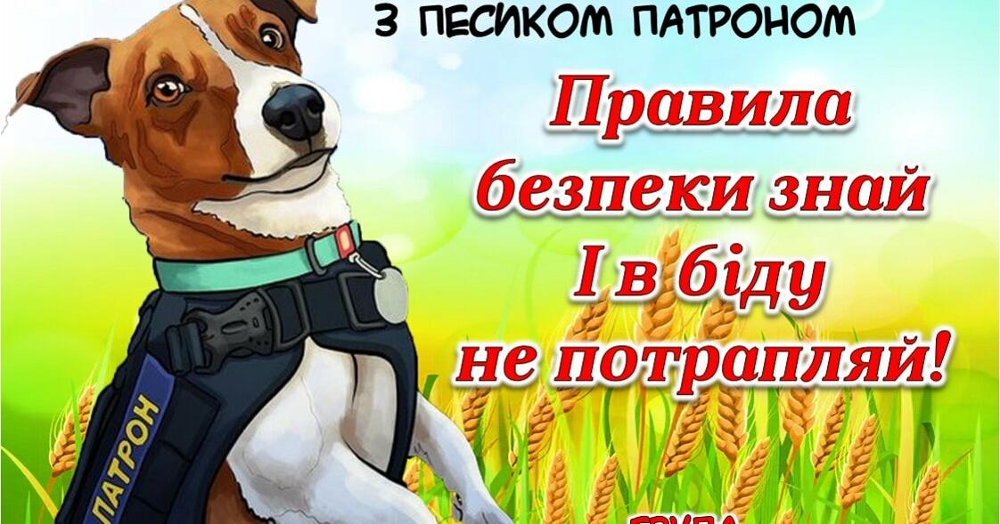 З ПЕСИКОМ ПАТРОНОМ
Правила
безпеки знай
І в біду
не потрапляй!
ПАТРОН